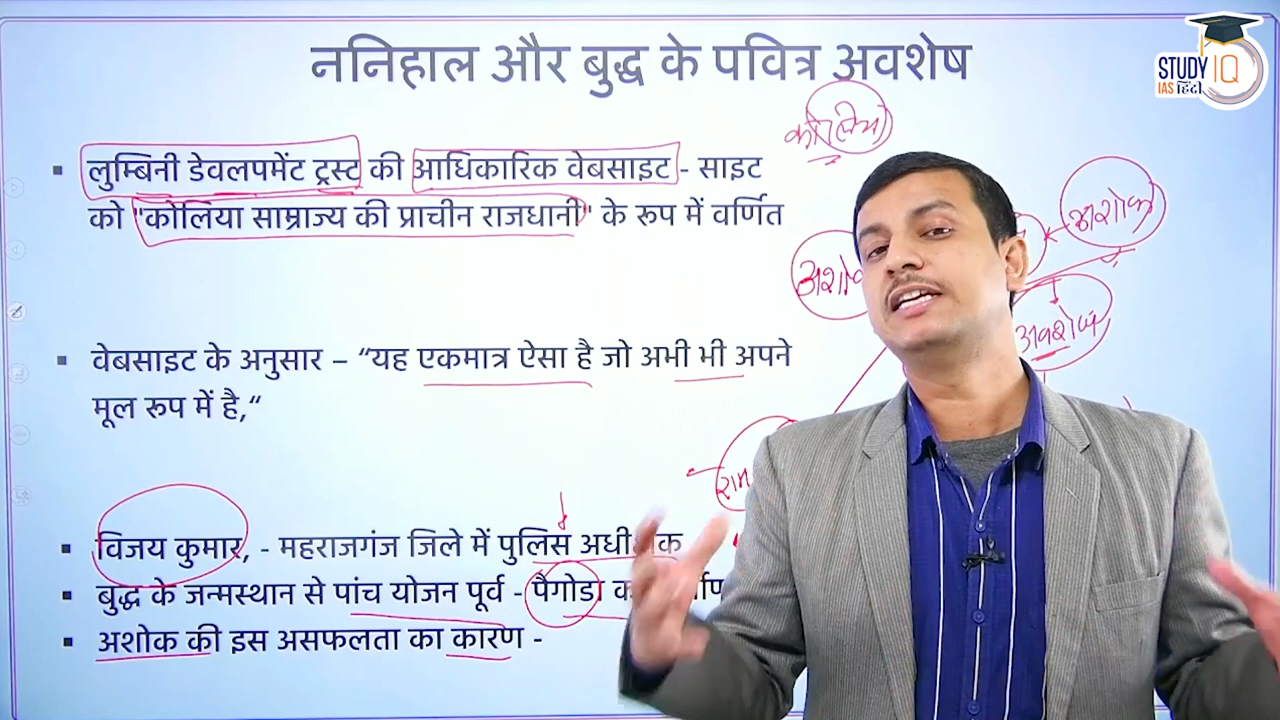 ननिहाल और बुद्ध के पवित्र अवशेष
STUDY IQ
IAS हिंदी
कोलिय
लुम्बिनी डेवलपमेंट ट्रस्ट की आधिकारिक वेबसाइट - साइट
को "कोलिया साम्राज्य की प्राचीन राजधानी" के रूप में वर्णित
अशोक
अवशेष
वेबसाइट के अनुसार – “यह एकमात्र ऐसा है जो अभी भी अपने
मूल रूप में है,“
राम
विजय कुमार, - महराजगंज जिले में पुलिस अधीक्षक
बुद्ध के जन्मस्थान से पांच योजन पूर्व - पैगोडा
अशोक की इस असफलता का कारण -